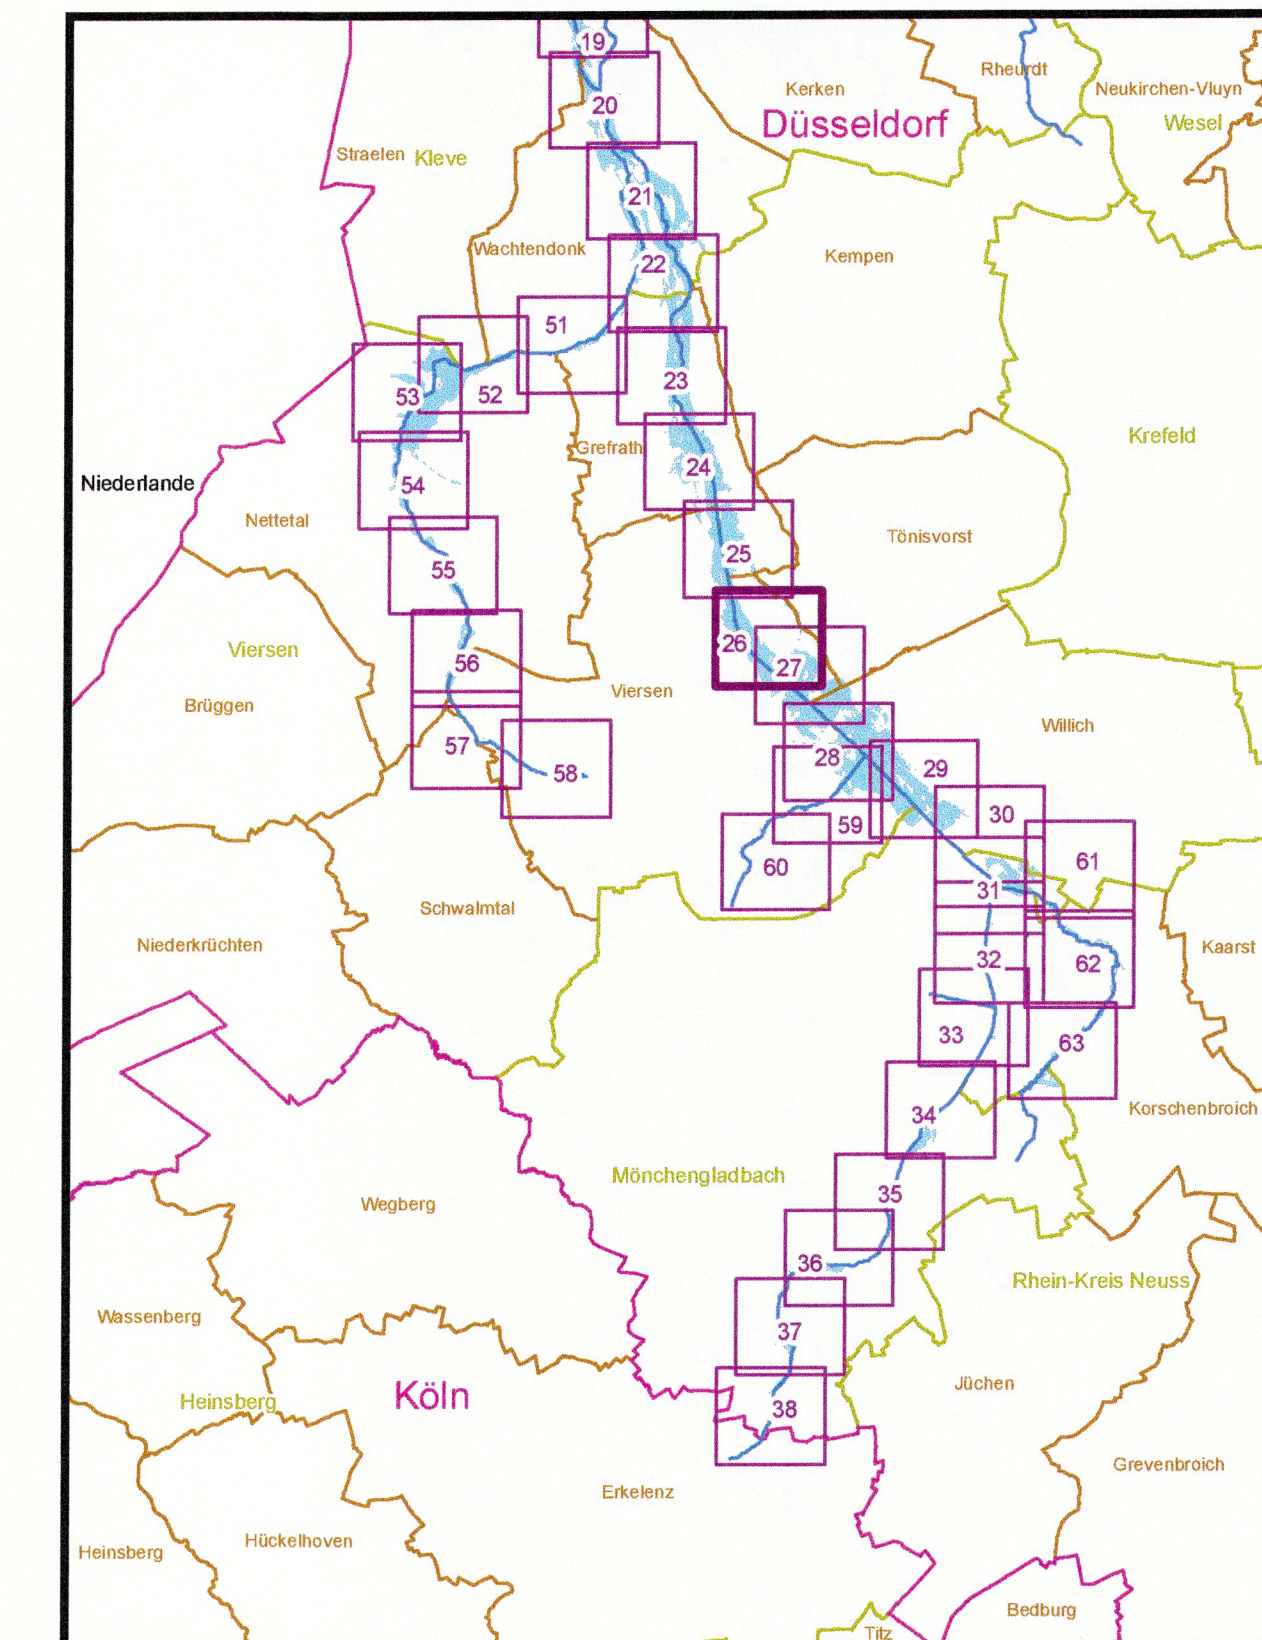 19
Rheurdt
Kerken
Neukirchen-Vluyn
20
Düsseldorf
Wesel
Straelen
Kleve
21
Wachtendonk
Kempen
22
51
23
53
52
Krefeld
Grefrath
24
Niederlande
54
Nettetal
Tönisvorst
25
55
26
Viersen
56
27
Viersen
Brüggen
Willich
57
28
29
58
30
59
61
60
31
Schwalmtal
Niederkrüchten
Kaarst
32
62
33
63
Korschenbroich
34
Mönchengladbach
35
Wegberg
36
Rhein-Kreis Neuss
Wassenberg
37
Jüchen
Heinsberg
Köln
38
Grevenbroich
Erkelenz
Hückelhoven
Heinsberg
Bedburg
Titz